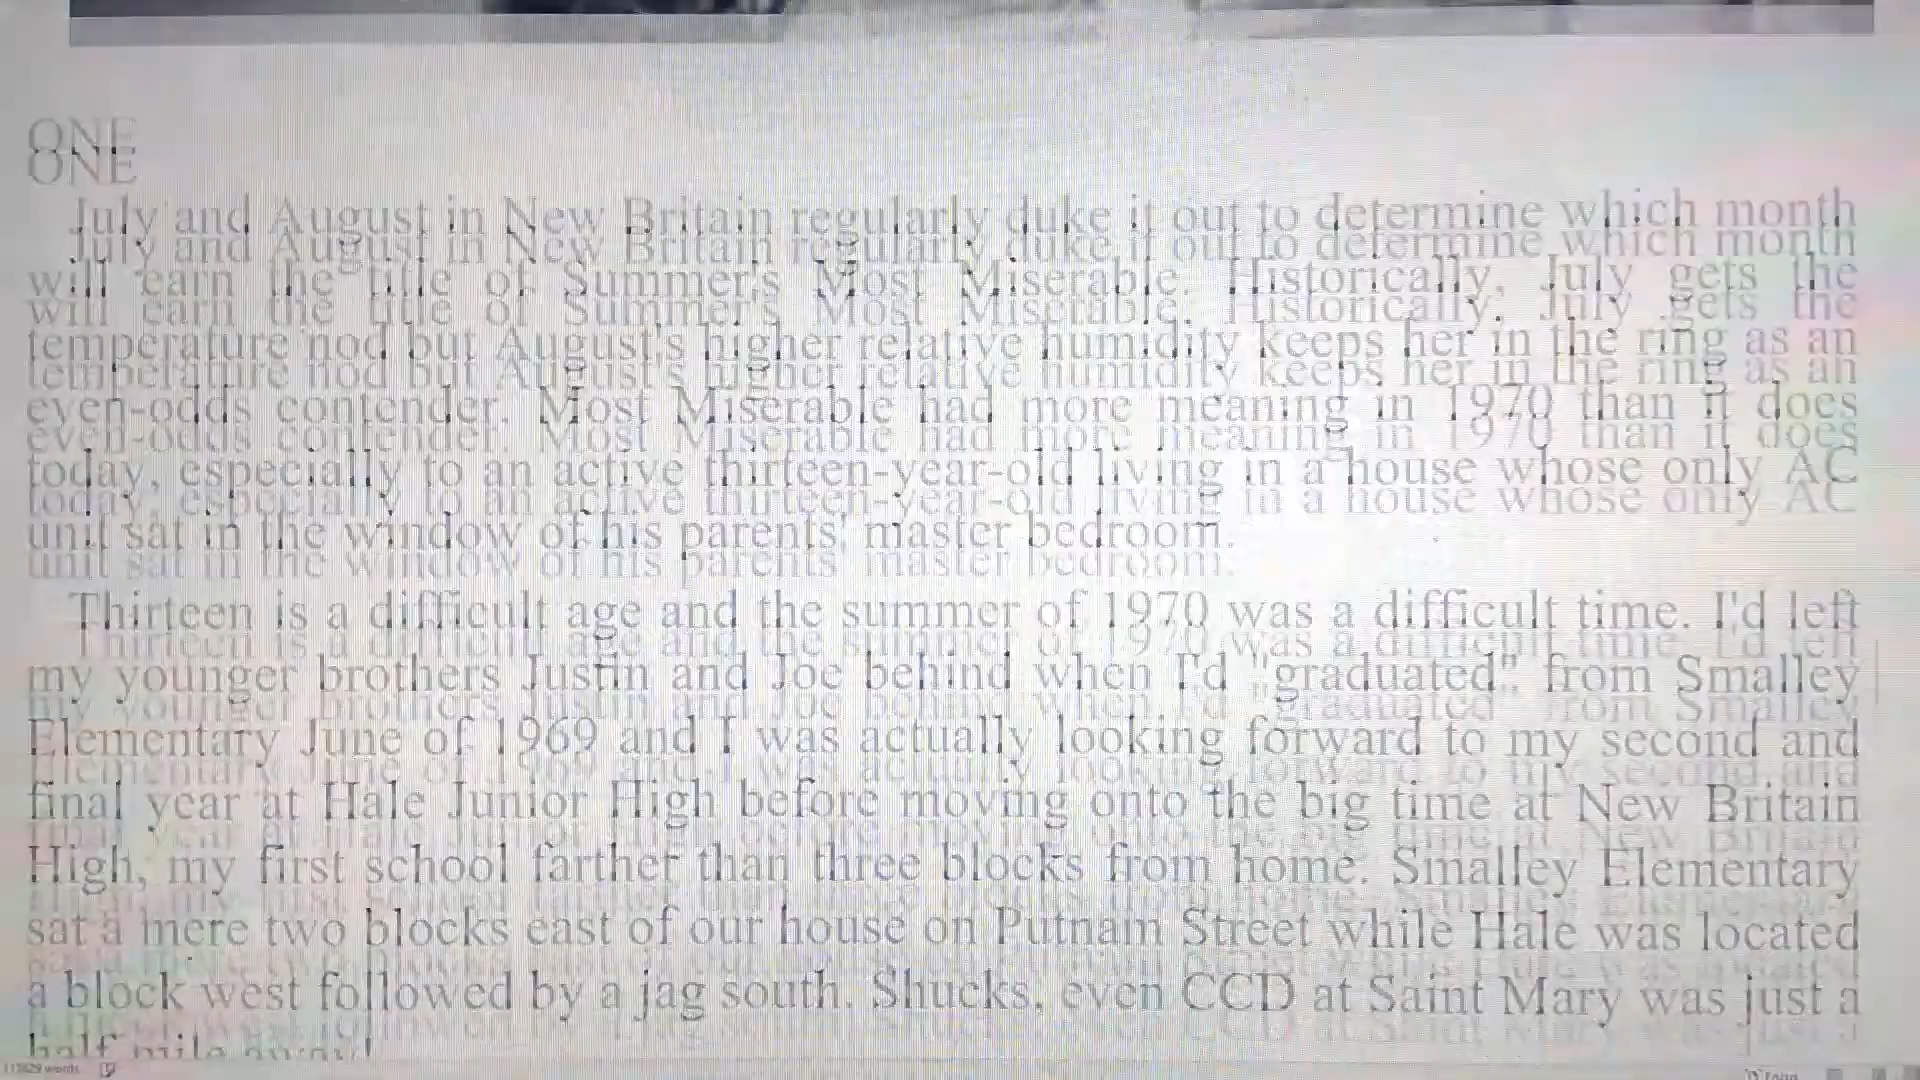 ONE
July and August in New Britain regularly duke it out to determine which month
will earn the title of Summer's Most Miserable. Historically, July gets the
temperature nod but August's higher relative humidity keeps her in the ring as an
even-odds contender. Most Miserable had more meaning in 1970 than it does
today, especially to an active thirteen-year-old living in a house whose only AC
unit sat in the window of his parents' master bedroom.
Thirteen is a difficult age and the summer of 1970 was a difficult time. I'd left
my younger brothers Justin and Joe behind when I'd "graduated" from Smalley
Elementary June of 1969 and I was actually looking forward to my second and
final year at Hale Junior High before moving onto the big time at New Britain
High, my first school farther than three blocks from home. Smalley Elementary
sat a mere two blocks east of our house on Putnam Street while Hale was located
a block west followed by a jag south. Shucks, even CCD at Saint Mary was just a
half mile away!
words